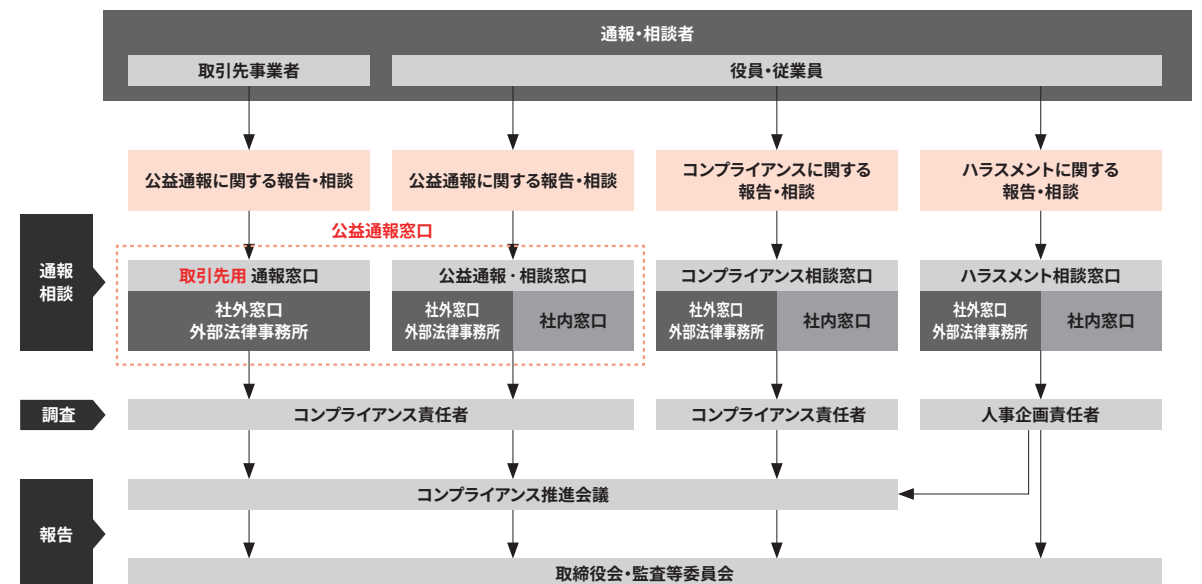 通報・相談者
取引先事業者
役員・従業員
公益通報に関する報告・相談
公益通報に関する報告・相談
コンプライアンスに関する
報告・相談
ハラスメントに関する
報告・相談
公益通報窓口
通報
相談
取引先用 通報窓口
社外窓口
外部法律事務所
公益通報・相談窓口
社外窓口
外部法律事務所
社内窓口
コンプライアンス相談窓口
社外窓口
外部法律事務所
社内窓口
ハラスメント相談窓口
社外窓口
外部法律事務所
社内窓口
調査
コンプライアンス責任者
コンプライアンス責任者
人事企画責任者
報告
コンプライアンス推進会議
取締役会・監査等委員会